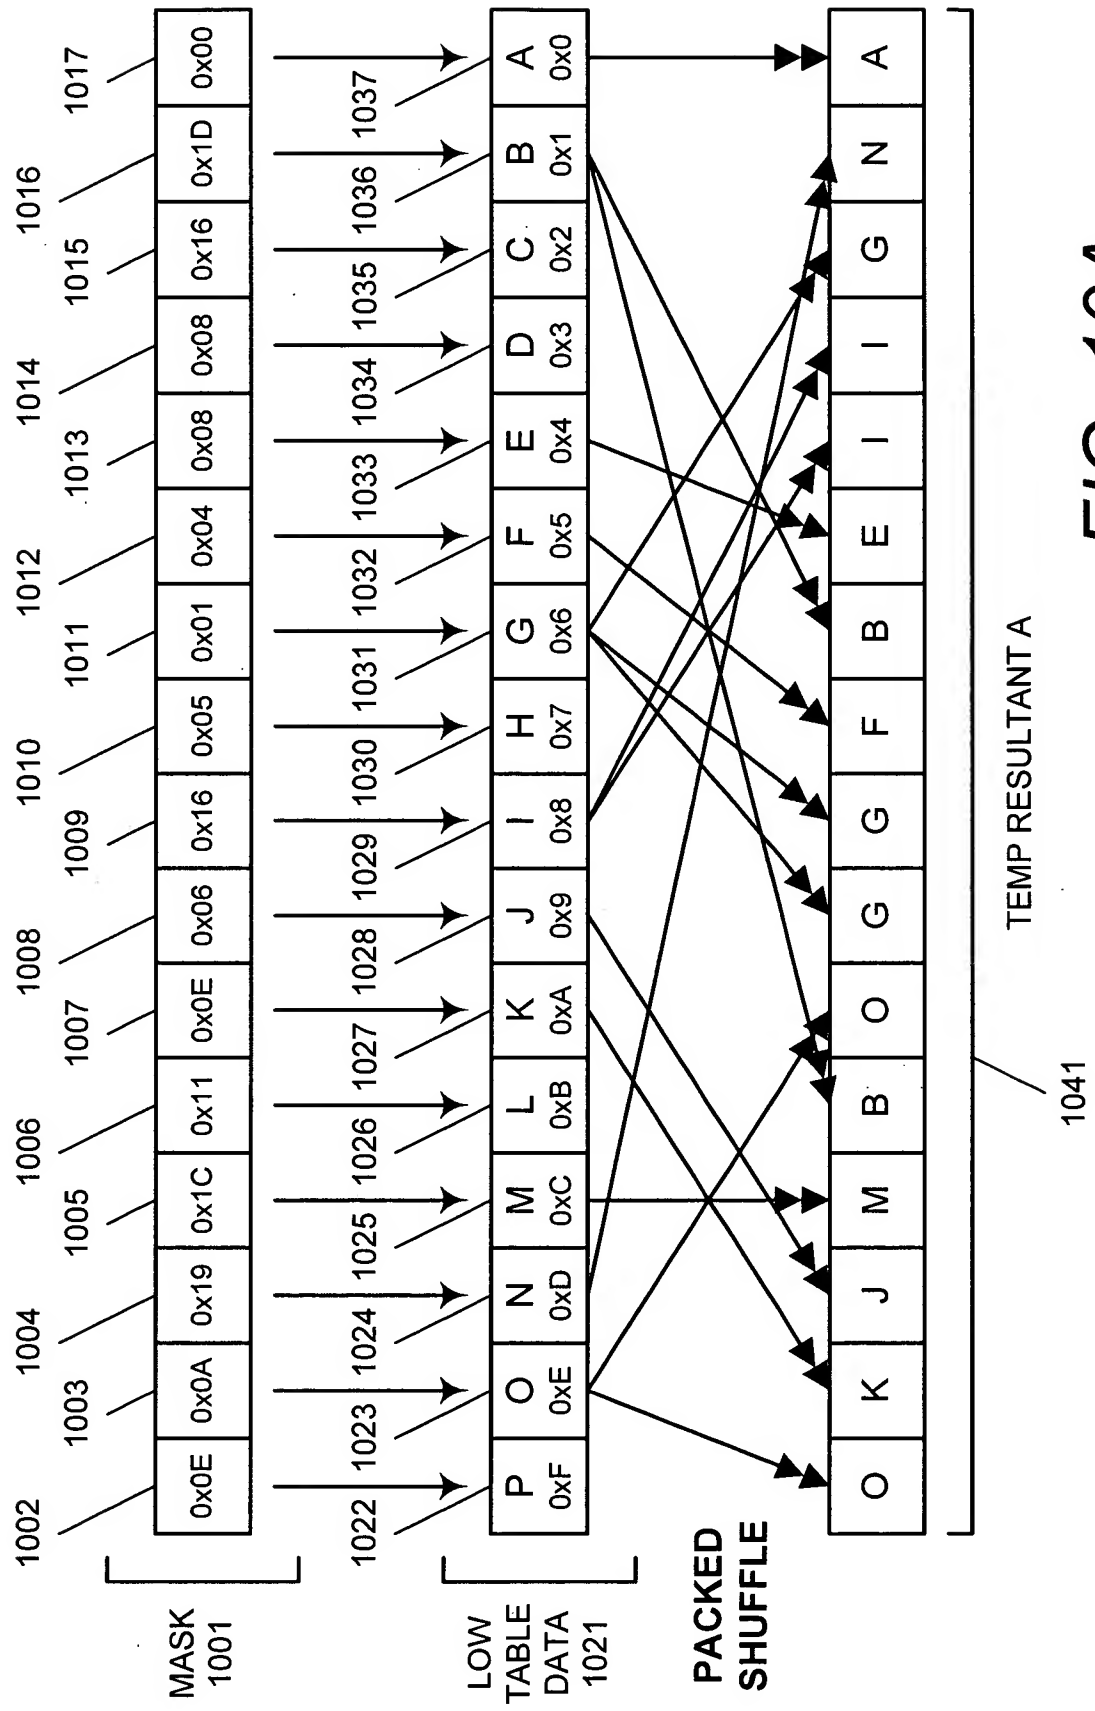 1002 1004 1006 1008 1010 1012 1014 1016
1003 1005 1007 1009 1011 1013 1015 1017
MASK
1001
0x0E 0x0A 0x19 0x1C 0x11 0x0E 0x06 0x16 0x05 0x01 0x04 0x08 0x08 0x16 0x1D 0x00
1022 1023 1024 1025 1026 1027 1028 1029 1030 1031 1032 1033 1034 1035 1036 1037
LOW
TABLE
DATA
1021
P O N M L K J I H G F E D C B A
0xF 0xE 0xD 0xC 0xB 0xA 0x9 0x8 0x7 0x6 0x5 0x4 0x3 0x2 0x1 0x0
PACKED
SHUFFLE
O K J M B O G G F B E I I G N A
TEMP RESULTANT A
1041
FIG. 10A